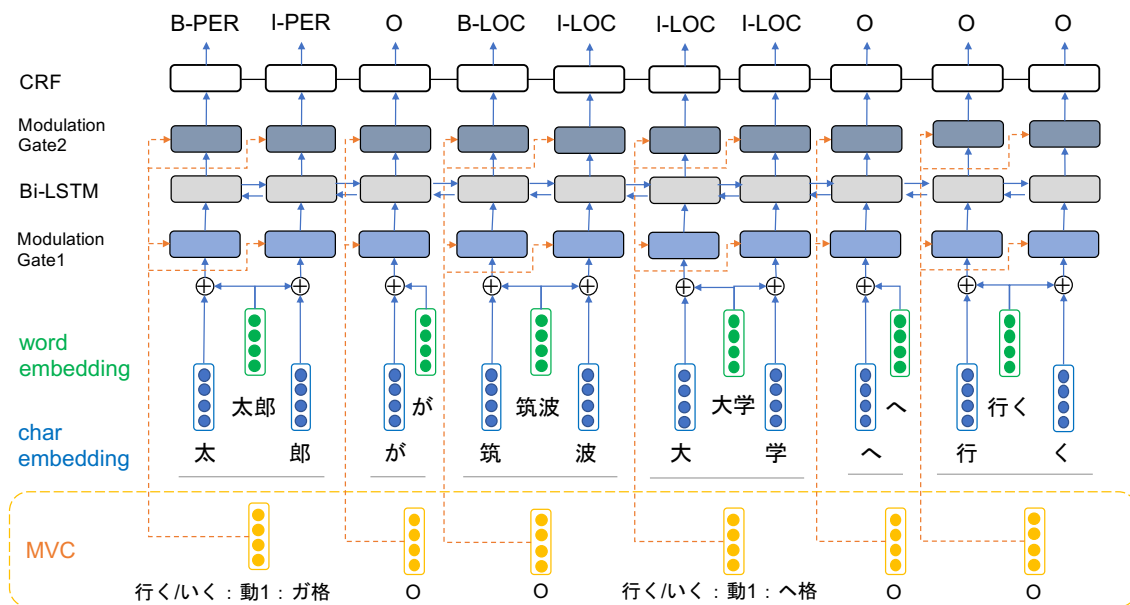 B-PER I-PER O B-LOC I-LOC I-LOC I-LOC O O O
CRF
Modulation
Gate2
Bi-LSTM
Modulation
Gate1
word
embedding
太郎 が 筑波 大学 へ 行く
char
embedding
太 郎 が 筑 波 大 学 へ 行 く
MVC
行く/いく：動1：ガ格 O O 行く/いく：動1：ヘ格 O O